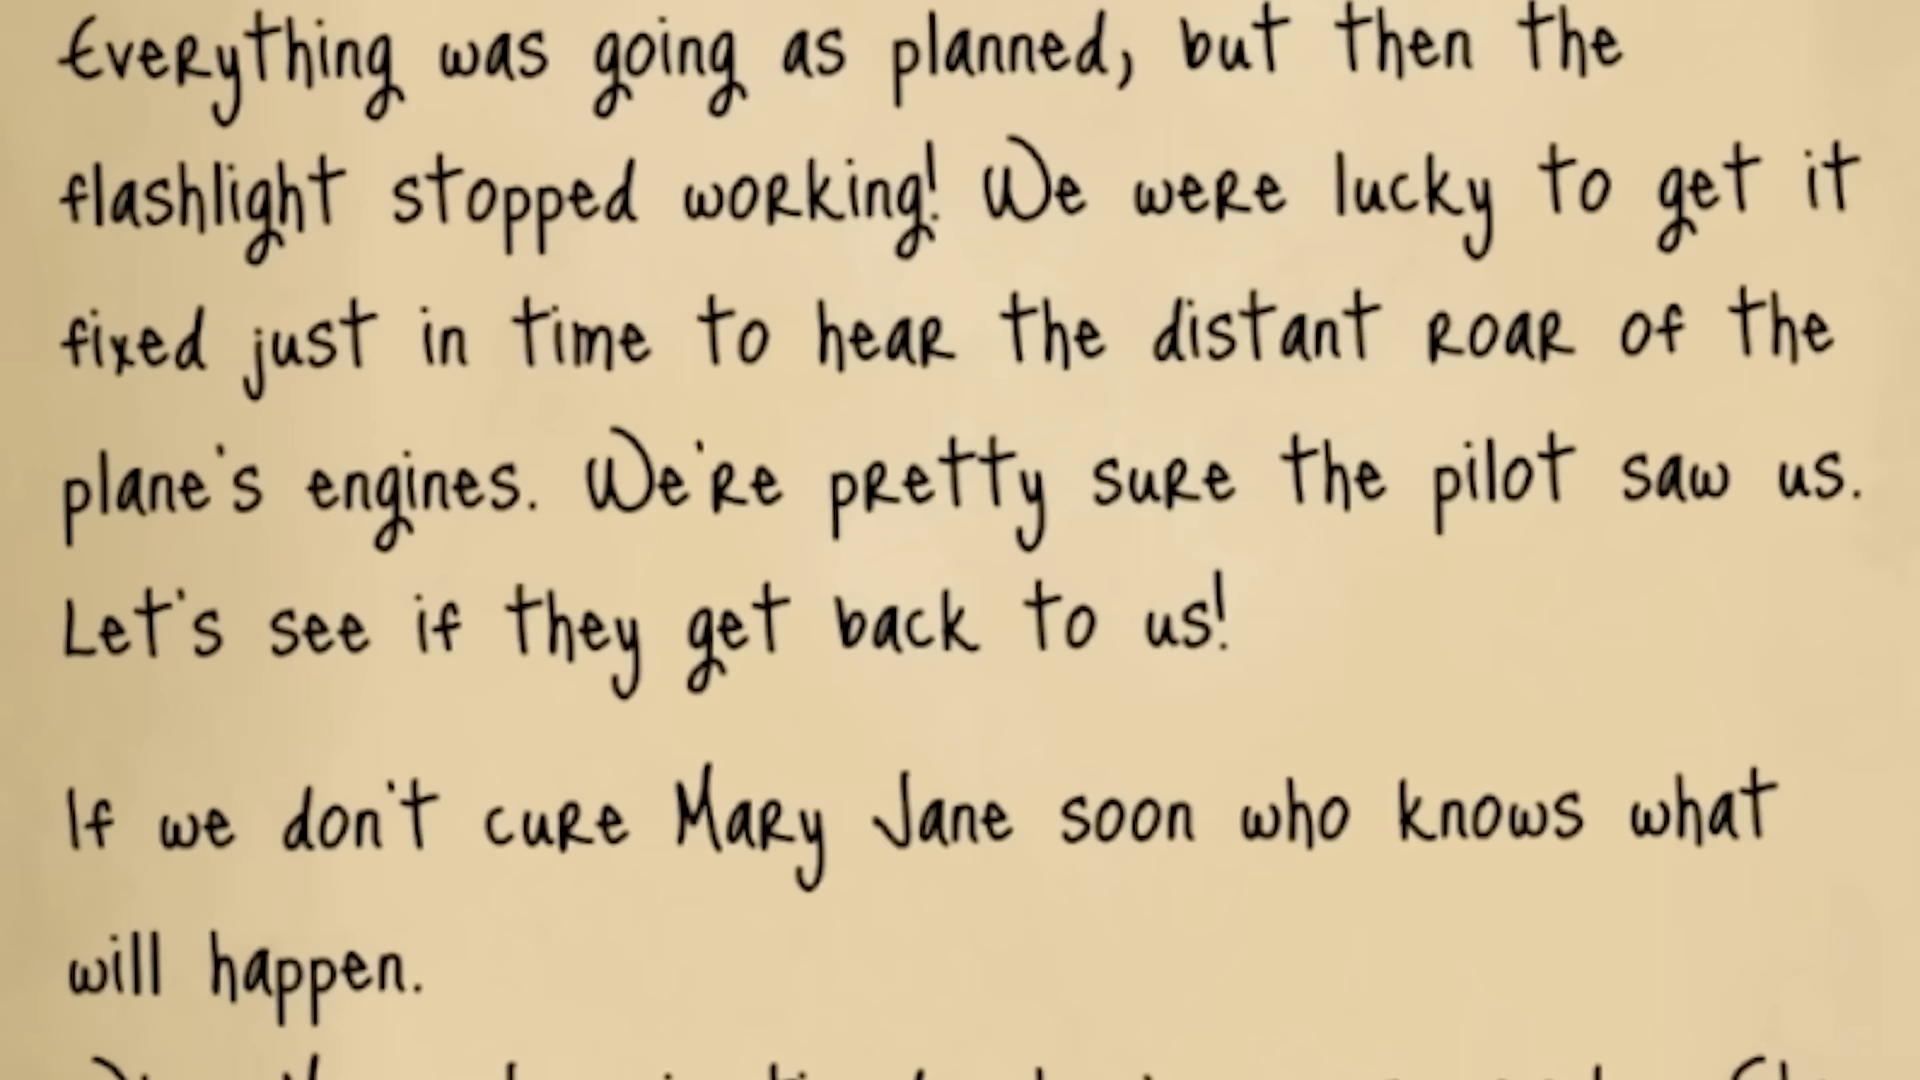 Everything was going as planned, but then the
flashlight stopped working! We were lucky to get it
fixed just in time to hear the distant roar of the
plane's engines. We're pretty sure the pilot saw us.
Let's see if they get back to us!
If we don't cure Mary Jane soon who knows what
will happen.